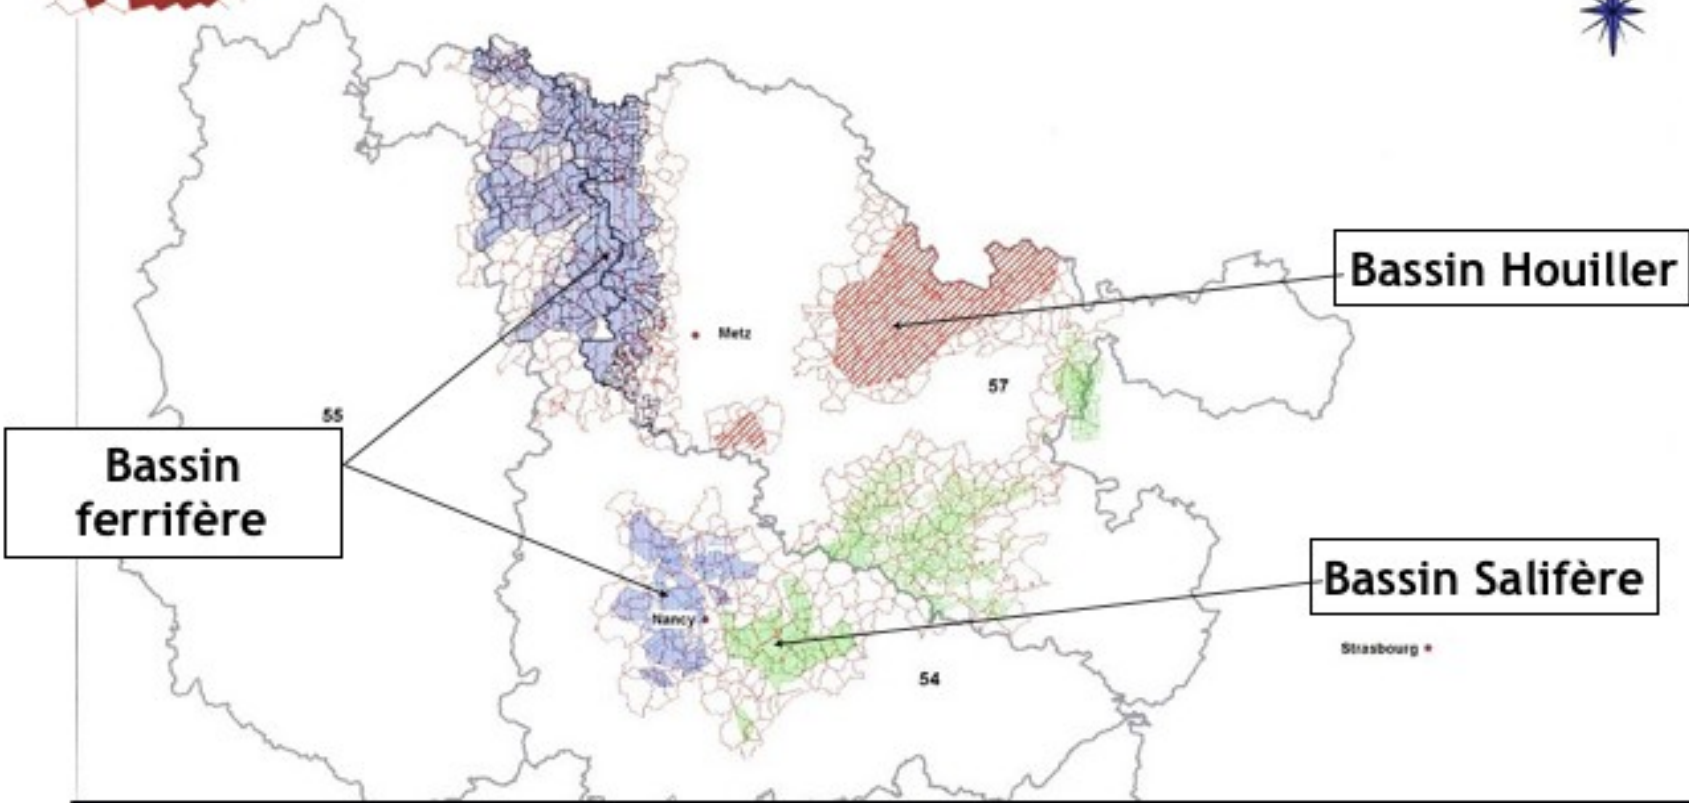 Bassin Houiller
Metz
57
55
Bassin
ferrifère
Bassin Salifère
Nancy
Strasbourg
54